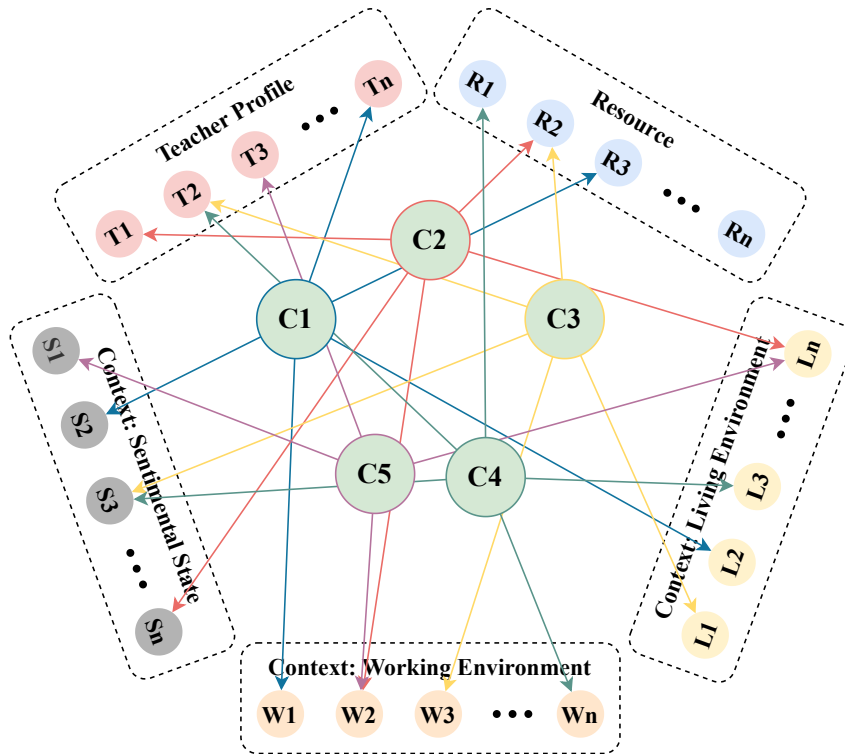 Teacher Profile
T1
T2
T3
•••
Tn
Resource
R1
R2
R3
•••
Rn
C1
C2
C3
C4
C5
Context: Sentimental State
S1
S2
S3
•••
Sn
Context: Living Environment
Ln
•••
L3
L2
L1
Context: Working Environment
W1
W2
W3
•••
Wn